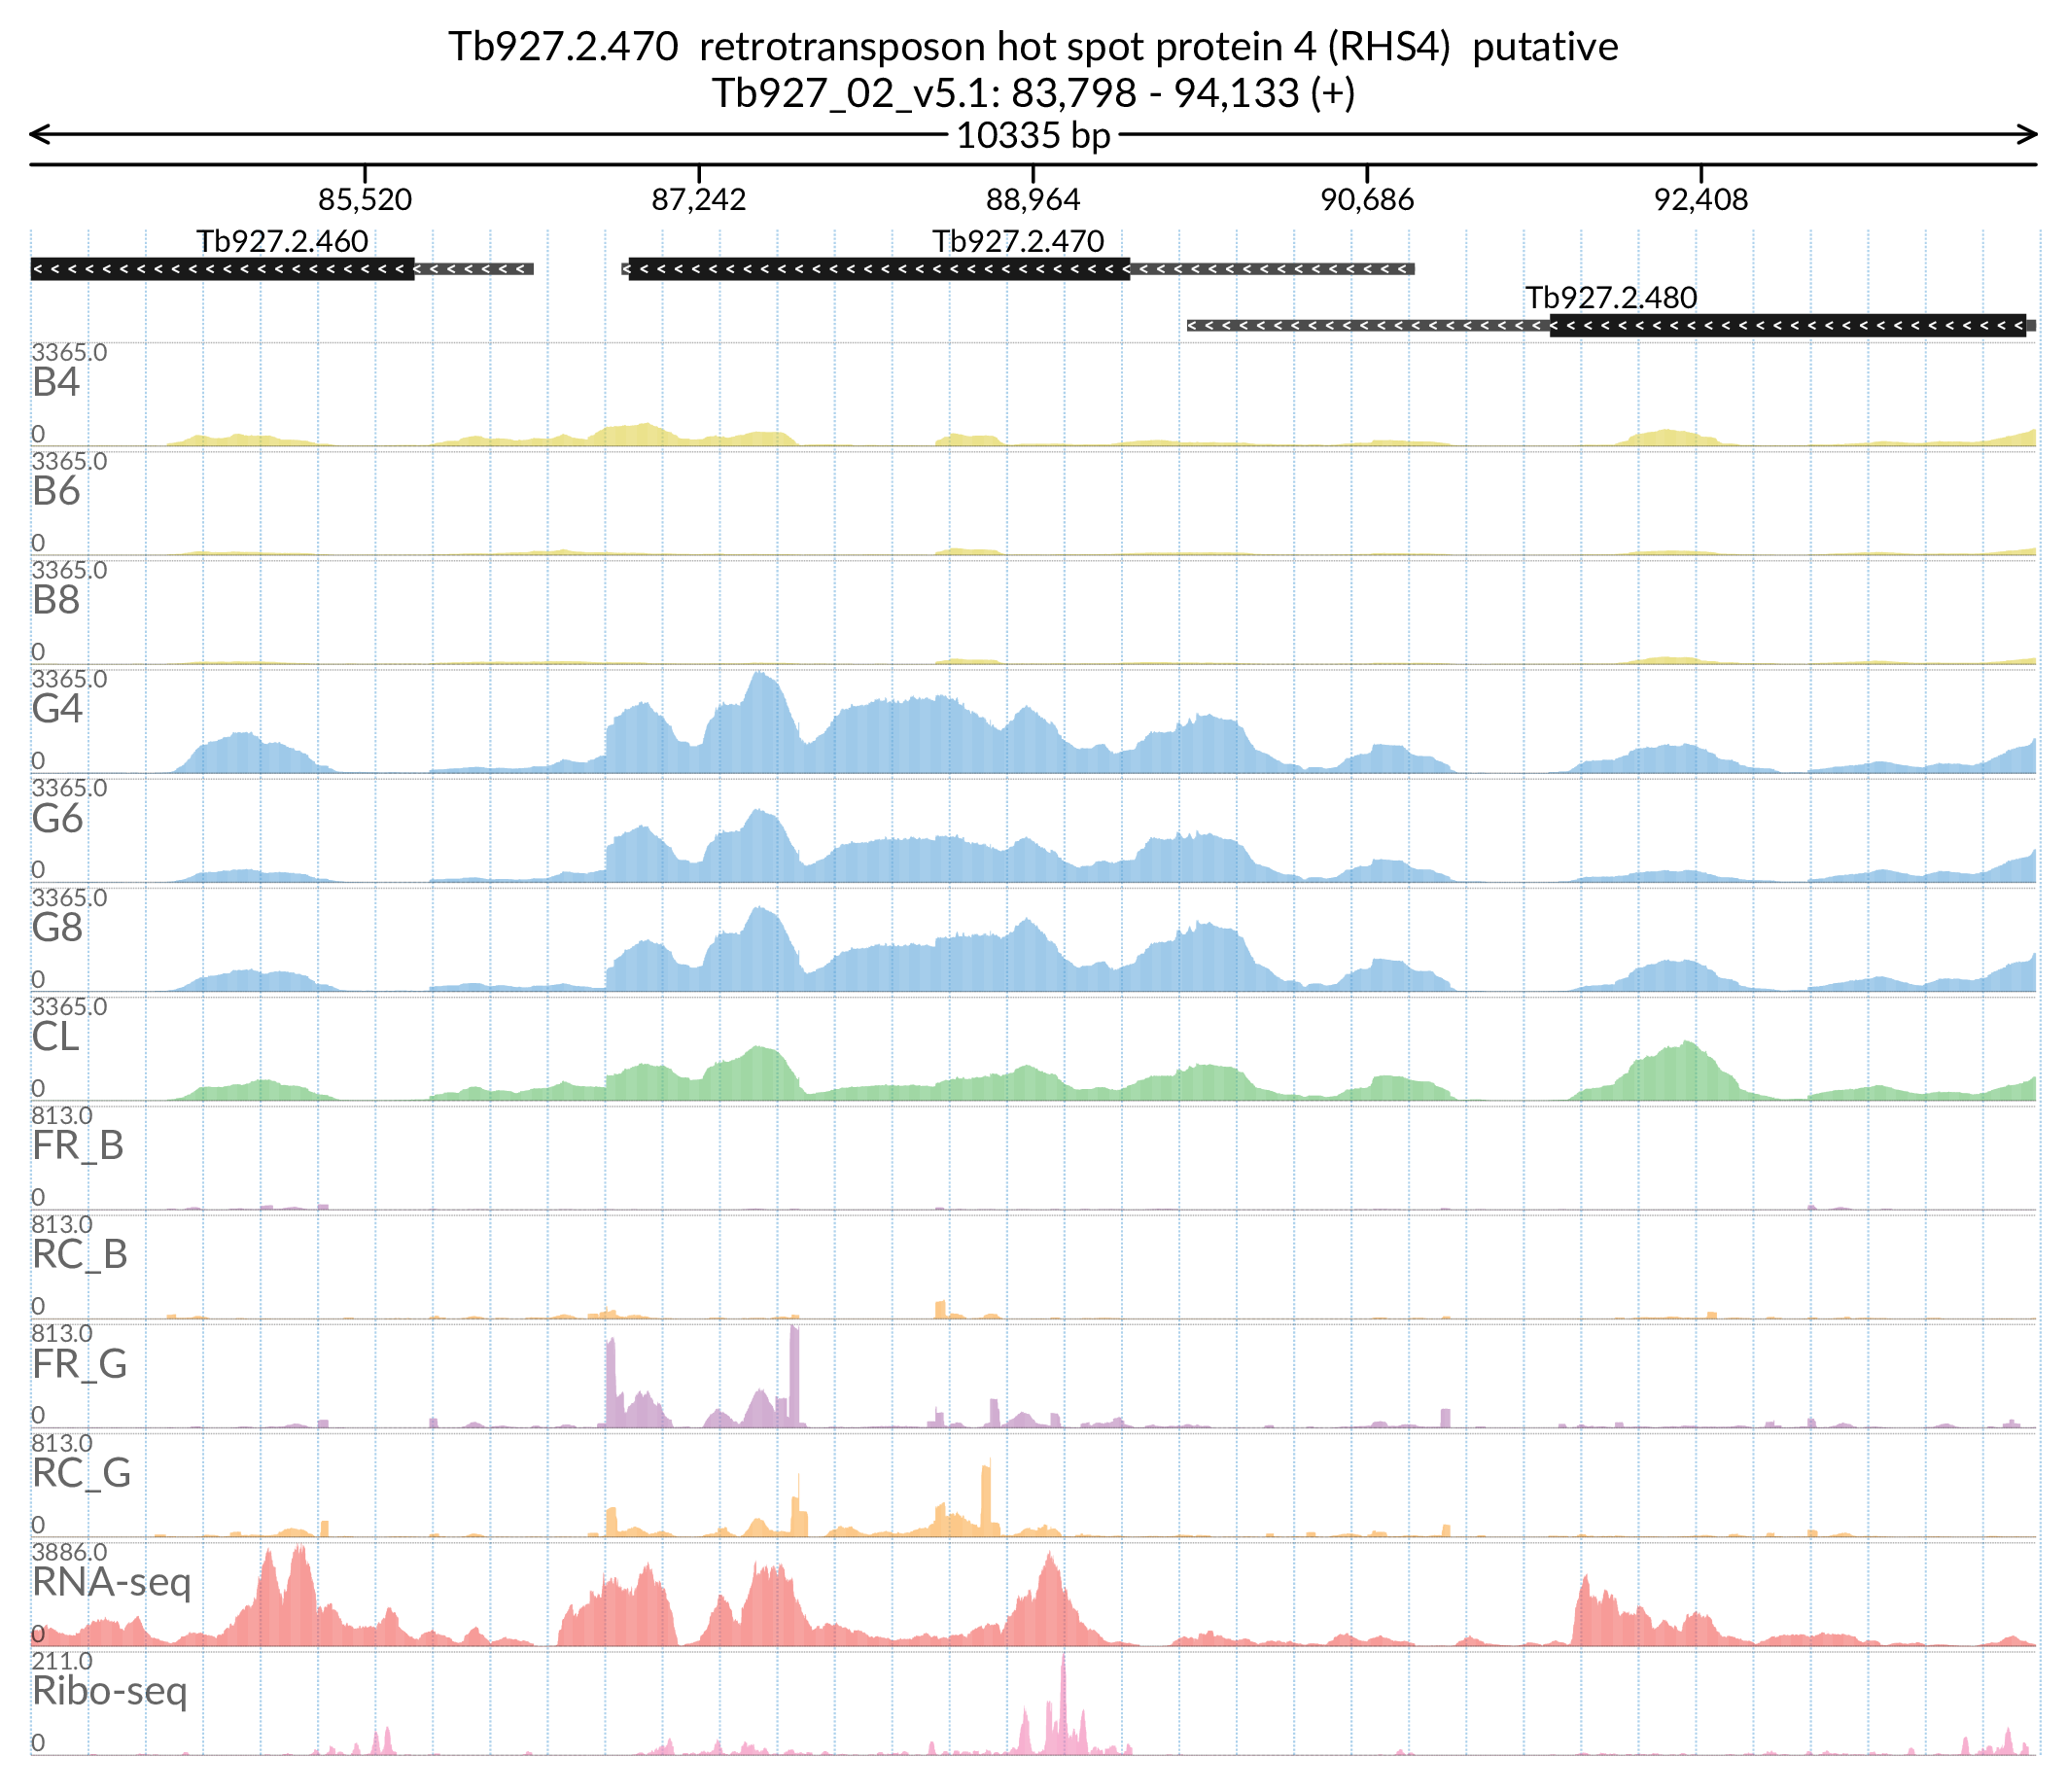 Tb927.2.470  retrotransposon hot spot protein 4 (RHS4)  putative
Tb927_02_v5.1: 83,798 - 94,133 (+)
10335 bp
85,520 87,242 88,964 90,686 92,408
Tb927.2.460 Tb927.2.470
Tb927.2.480
3365.0
B4
0
3365.0
B6
0
3365.0
B8
0
3365.0
G4
0
3365.0
G6
0
3365.0
G8
0
3365.0
CL
0
813.0
FR_B
0
813.0
RC_B
0
813.0
FR_G
0
813.0
RC_G
0
3886.0
RNA-seq
0
211.0
Ribo-seq
0